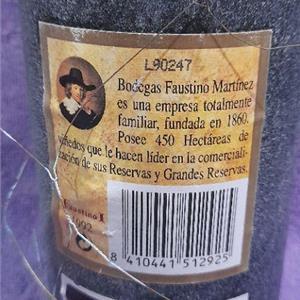 L90247
Bodegas Faustino Martínez
es una empresa totalmente
familiar, fundada en 1860.
Posee 450 Hectáreas de
viñedos que le hacen líder en la comerciali-
zación de sus Reservas y Grandes Reservas.
Faustino I
1992
8 410441 512925